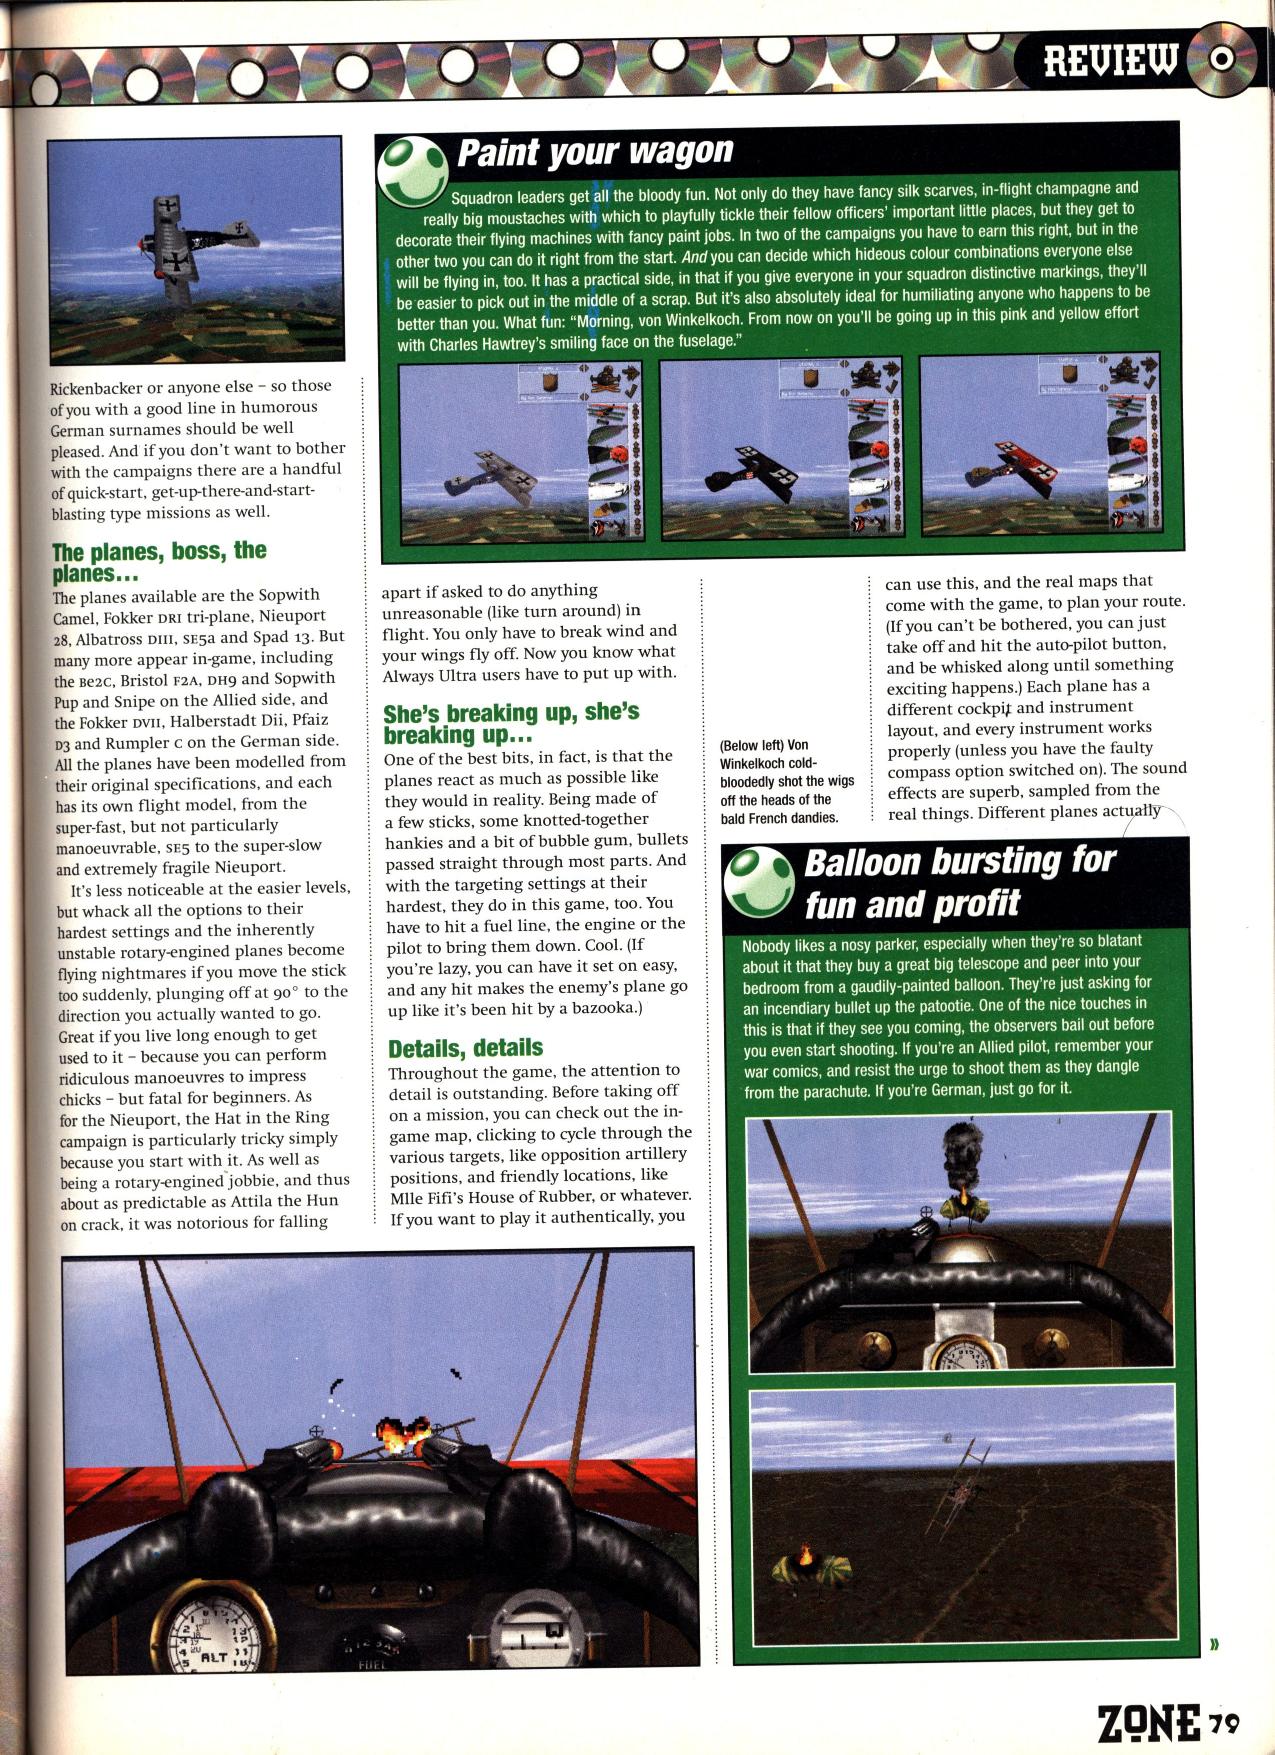 REVIEW
Paint your wagon
Squadron leaders get all the bloody fun. Not only do they have fancy silk scarves, in-flight champagne and
really big moustaches with which to playfully tickle their fellow officers' important little places, but they get to
decorate their flying machines with fancy paint jobs. In two of the campaigns you have to earn this right, but in the
other two you can do it right from the start. And you can decide which hideous colour combinations everyone else
will be flying in, too. It has a practical side, in that if you give everyone in your squadron distinctive markings, they'll
be easier to pick out in the middle of a scrap. But it's also absolutely ideal for humiliating anyone who happens to be
better than you. What fun: “Morning, von Winkelkoch. From now on you'll be going up in this pink and yellow effort
with Charles Hawtrey's smiling face on the fuselage.”
Rickenbacker or anyone else – so those
of you with a good line in humorous
German surnames should be well
pleased. And if you don't want to bother
with the campaigns there are a handful
of quick-start, get-up-there-and-start-
blasting type missions as well.
The planes, boss, the
planes...
The planes available are the Sopwith
Camel, Fokker DRI tri-plane, Nieuport
28, Albatross DIII, SE5a and Spad 13. But
many more appear in-game, including
the Be2c, Bristol F2A, DH9 and Sopwith
Pup and Snipe on the Allied side, and
the Fokker DVII, Halberstadt Dii, Pfaiz
D3 and Rumpler C on the German side.
All the planes have been modelled from
their original specifications, and each
has its own flight model, from the
super-fast, but not particularly
manoeuvrable, SE5 to the super-slow
and extremely fragile Nieuport.
It's less noticeable at the easier levels,
but whack all the options to their
hardest settings and the inherently
unstable rotary-engined planes become
flying nightmares if you move the stick
too suddenly, plunging off at 90° to the
direction you actually wanted to go.
Great if you live long enough to get
used to it – because you can perform
ridiculous manoeuvres to impress
chicks – but fatal for beginners. As
for the Nieuport, the Hat in the Ring
campaign is particularly tricky simply
because you start with it. As well as
being a rotary-engined jobbie, and thus
about as predictable as Attila the Hun
on crack, it was notorious for falling
apart if asked to do anything
unreasonable (like turn around) in
flight. You only have to break wind and
your wings fly off. Now you know what
Always Ultra users have to put up with.
She's breaking up, she's
breaking up...
One of the best bits, in fact, is that the
planes react as much as possible like
they would in reality. Being made of
a few sticks, some knotted-together
hankies and a bit of bubble gum, bullets
passed straight through most parts. And
with the targeting settings at their
hardest, they do in this game, too. You
have to hit a fuel line, the engine or the
pilot to bring them down. Cool. (If
you're lazy, you can have it set on easy,
and any hit makes the enemy's plane go
up like it's been hit by a bazooka.)
Details, details
Throughout the game, the attention to
detail is outstanding. Before taking off
on a mission, you can check out the in-
game map, clicking to cycle through the
various targets, like opposition artillery
positions, and friendly locations, like
Mlle Fifi's House of Rubber, or whatever.
If you want to play it authentically, you
(Below left) Von
Winkelkoch cold-
bloodedly shot the wigs
off the heads of the
bald French dandies.
can use this, and the real maps that
come with the game, to plan your route.
(If you can't be bothered, you can just
take off and hit the auto-pilot button,
and be whisked along until something
exciting happens.) Each plane has a
different cockpit and instrument
layout, and every instrument works
properly (unless you have the faulty
compass option switched on). The sound
effects are superb, sampled from the
real things. Different planes actually
Balloon bursting for
fun and profit
Nobody likes a nosy parker, especially when they're so blatant
about it that they buy a great big telescope and peer into your
bedroom from a gaudily-painted balloon. They're just asking for
an incendiary bullet up the patootie. One of the nice touches in
this is that if they see you coming, the observers bail out before
you even start shooting. If you're an Allied pilot, remember your
war comics, and resist the urge to shoot them as they dangle
from the parachute. If you're German, just go for it.
ALT
FUEL
W
»
ZONE 79